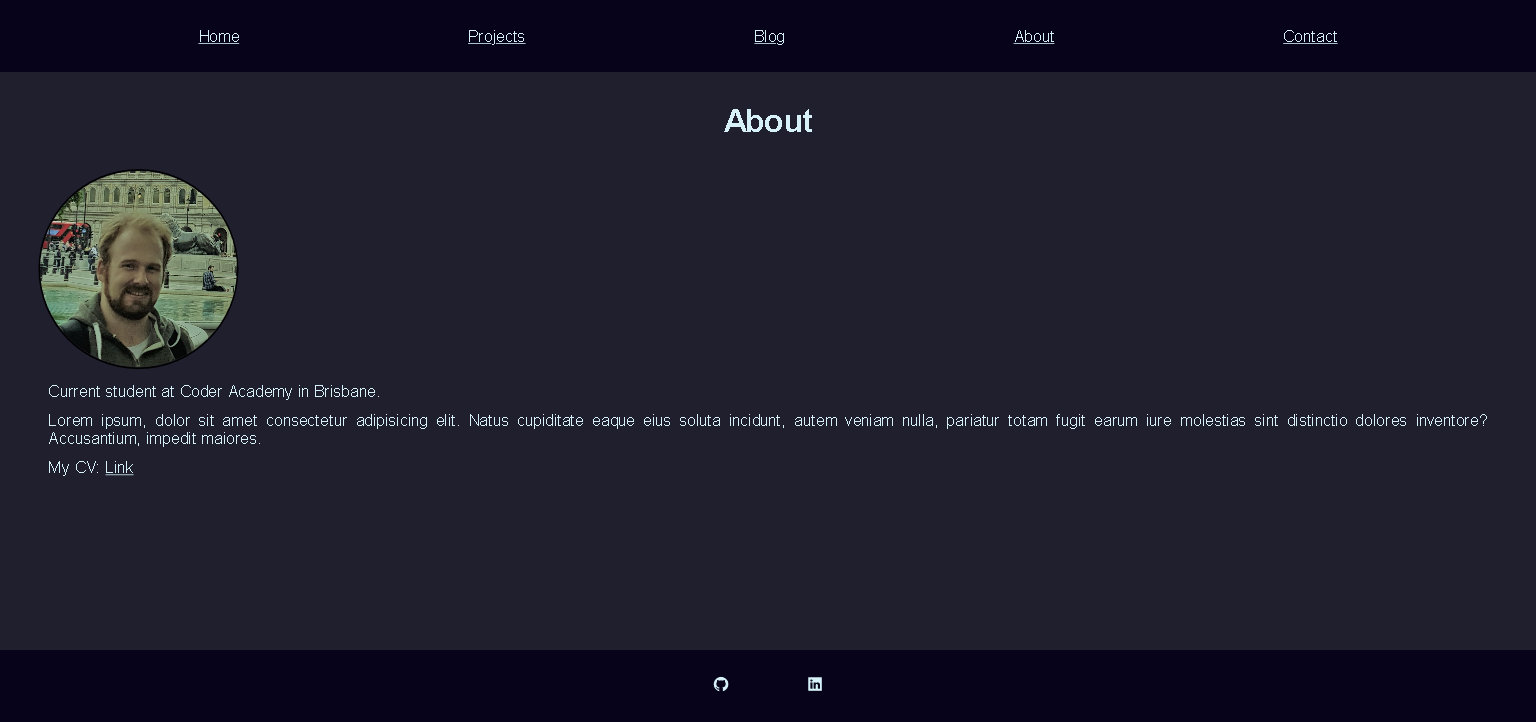 Home Projects Blog About Contact
About
Current student at Coder Academy in Brisbane.
Lorem ipsum, dolor sit amet consectetur adipisicing elit. Natus cupiditate eaque eius soluta incidunt, autem veniam nulla, pariatur totam fugit earum iure molestias sint distinctio dolores inventore?
Accusantium, impedit maiores.
My CV: Link